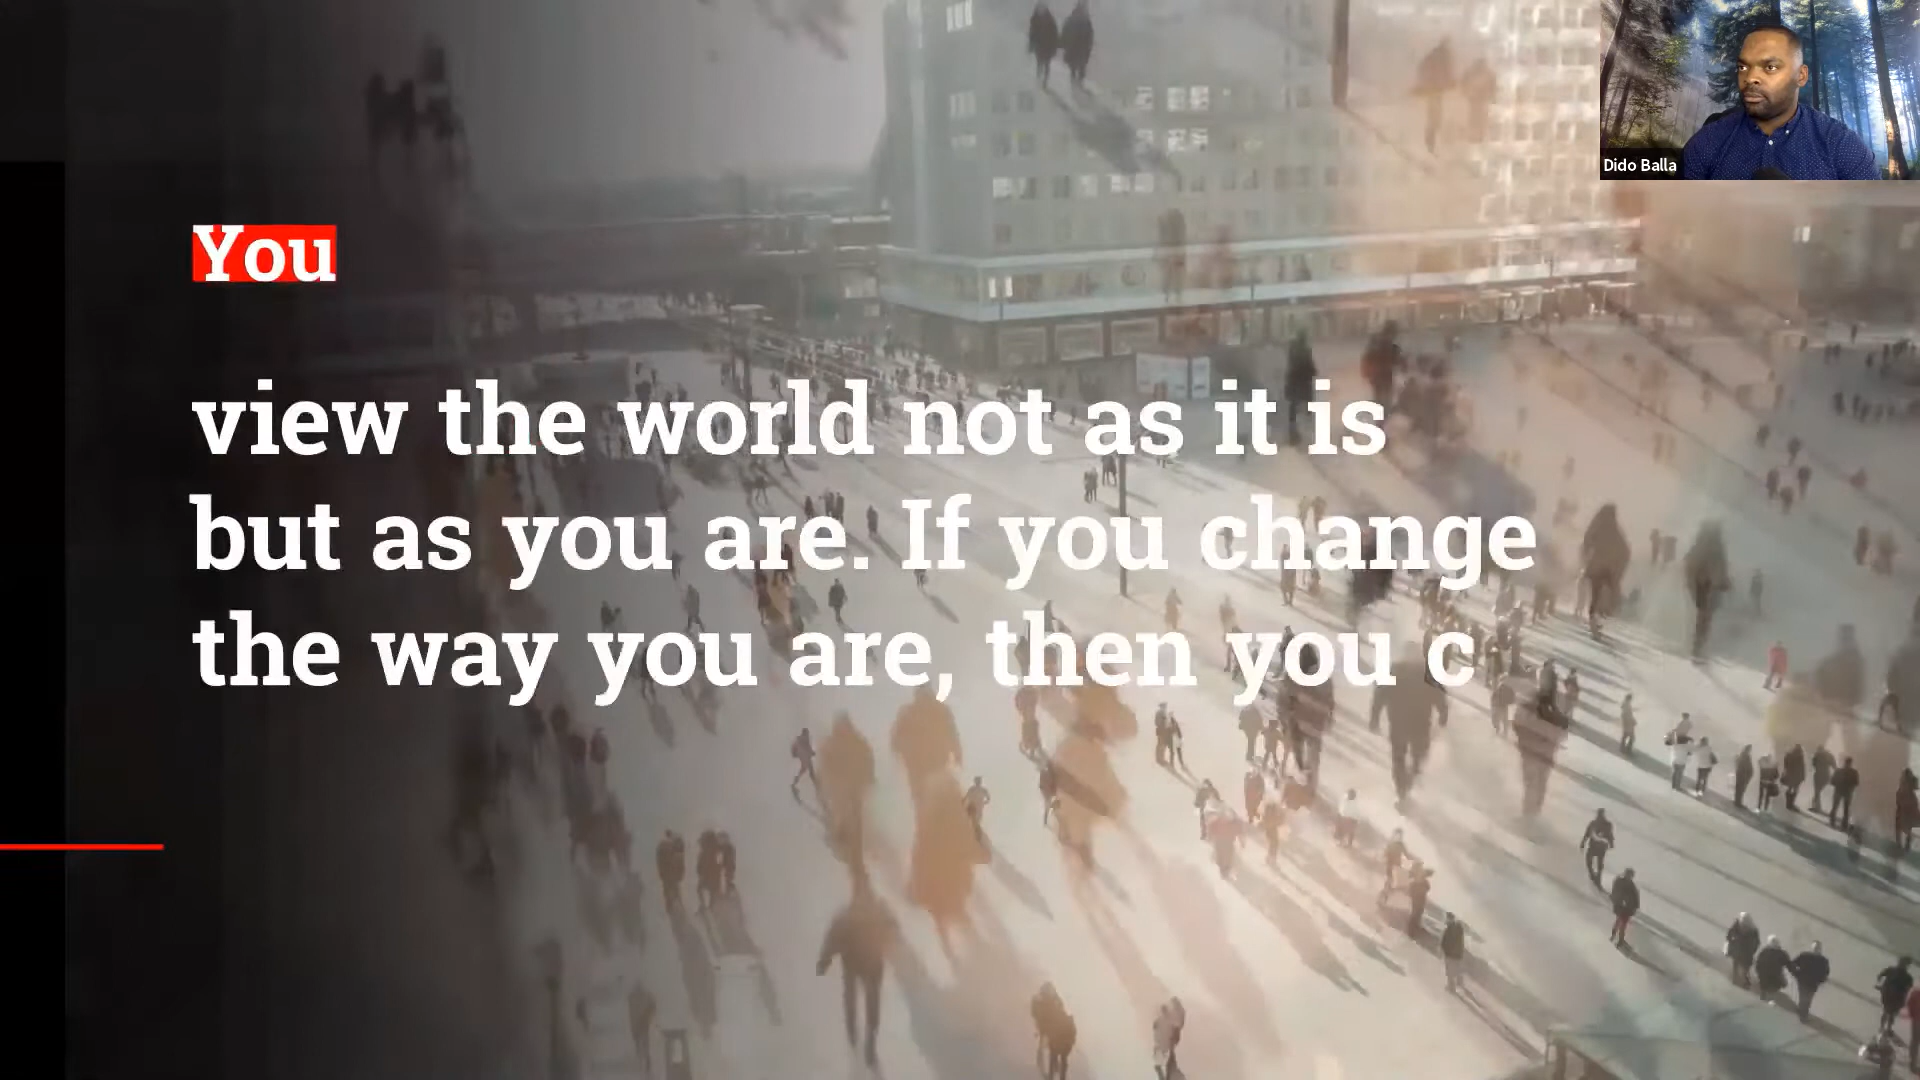 Dido Balla
You
view the world not as it is
but as you are. If you change
the way you are, then you c